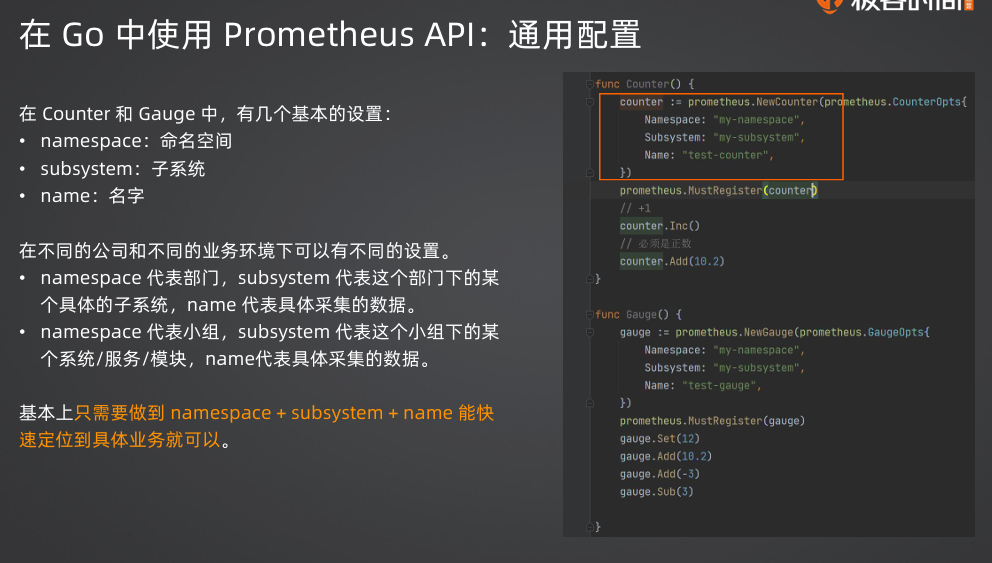 极客时间
在 Go 中使用 Prometheus API：通用配置
在 Counter 和 Gauge 中，有几个基本的设置：
• namespace：命名空间
• subsystem：子系统
• name：名字
在不同的公司和不同的业务环境下可以有不同的设置。
• namespace 代表部门，subsystem 代表这个部门下的某
个具体的子系统，name 代表具体采集的数据。
• namespace 代表小组，subsystem 代表这个小组下的某
个系统/服务/模块，name代表具体采集的数据。
基本上只需要做到 namespace + subsystem + name 能快
速定位到具体业务就可以。
func Counter() {
counter := prometheus.NewCounter(prometheus.CounterOpts{
Namespace: "my-namespace",
Subsystem: "my-subsystem",
Name: "test-counter",
})
prometheus.MustRegister(counter)
// +1
counter.Inc()
// 必须是正数
counter.Add(10.2)
}
func Gauge() {
gauge := prometheus.NewGauge(prometheus.GaugeOpts{
Namespace: "my-namespace",
Subsystem: "my-subsystem",
Name: "test-gauge",
})
prometheus.MustRegister(gauge)
gauge.Set(12)
gauge.Add(10.2)
gauge.Add(-3)
gauge.Sub(3)
}